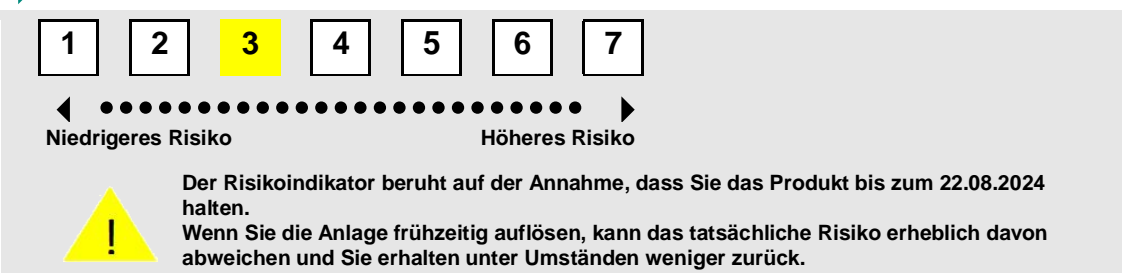 1 2 3 4 5 6 7
Niedrigeres Risiko Höheres Risiko
Der Risikoindikator beruht auf der Annahme, dass Sie das Produkt bis zum 22.08.2024
halten.
Wenn Sie die Anlage frühzeitig auflösen, kann das tatsächliche Risiko erheblich davon
abweichen und Sie erhalten unter Umständen weniger zurück.
!